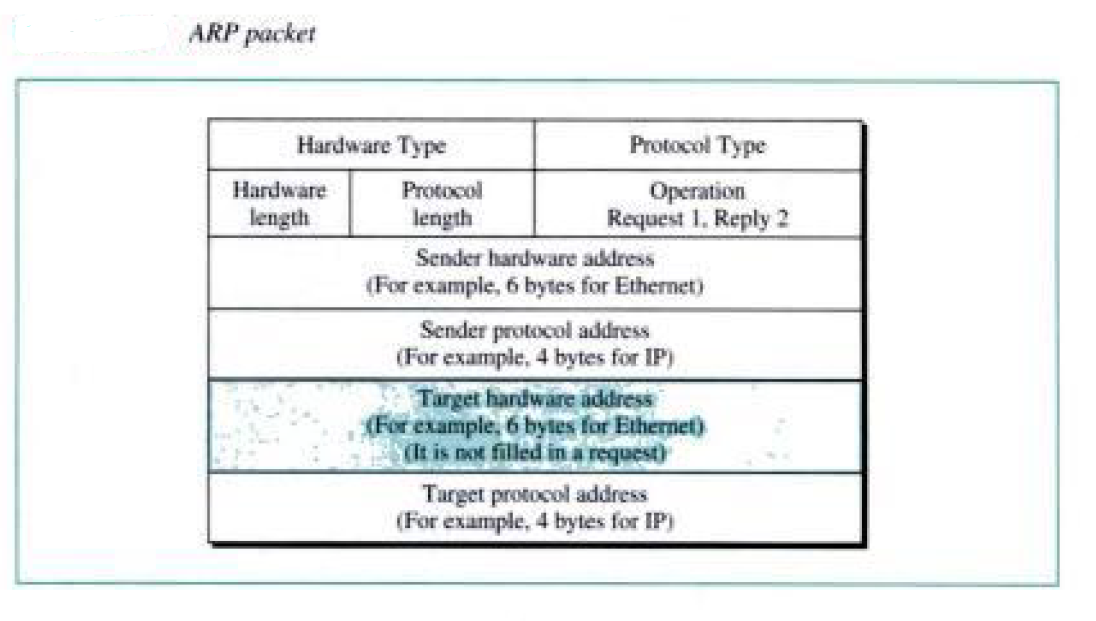 ARP packet
Hardware Type
Protocol Type
Hardware
length
Protocol
length
Operation
Request 1, Reply 2
Sender hardware address
(For example, 6 bytes for Ethernet)
Sender protocol address
(For example, 4 bytes for IP)
Target hardware address
(For example, 6 bytes for Ethernet)
(It is not filled in a request)
Target protocol address
(For example, 4 bytes for IP)